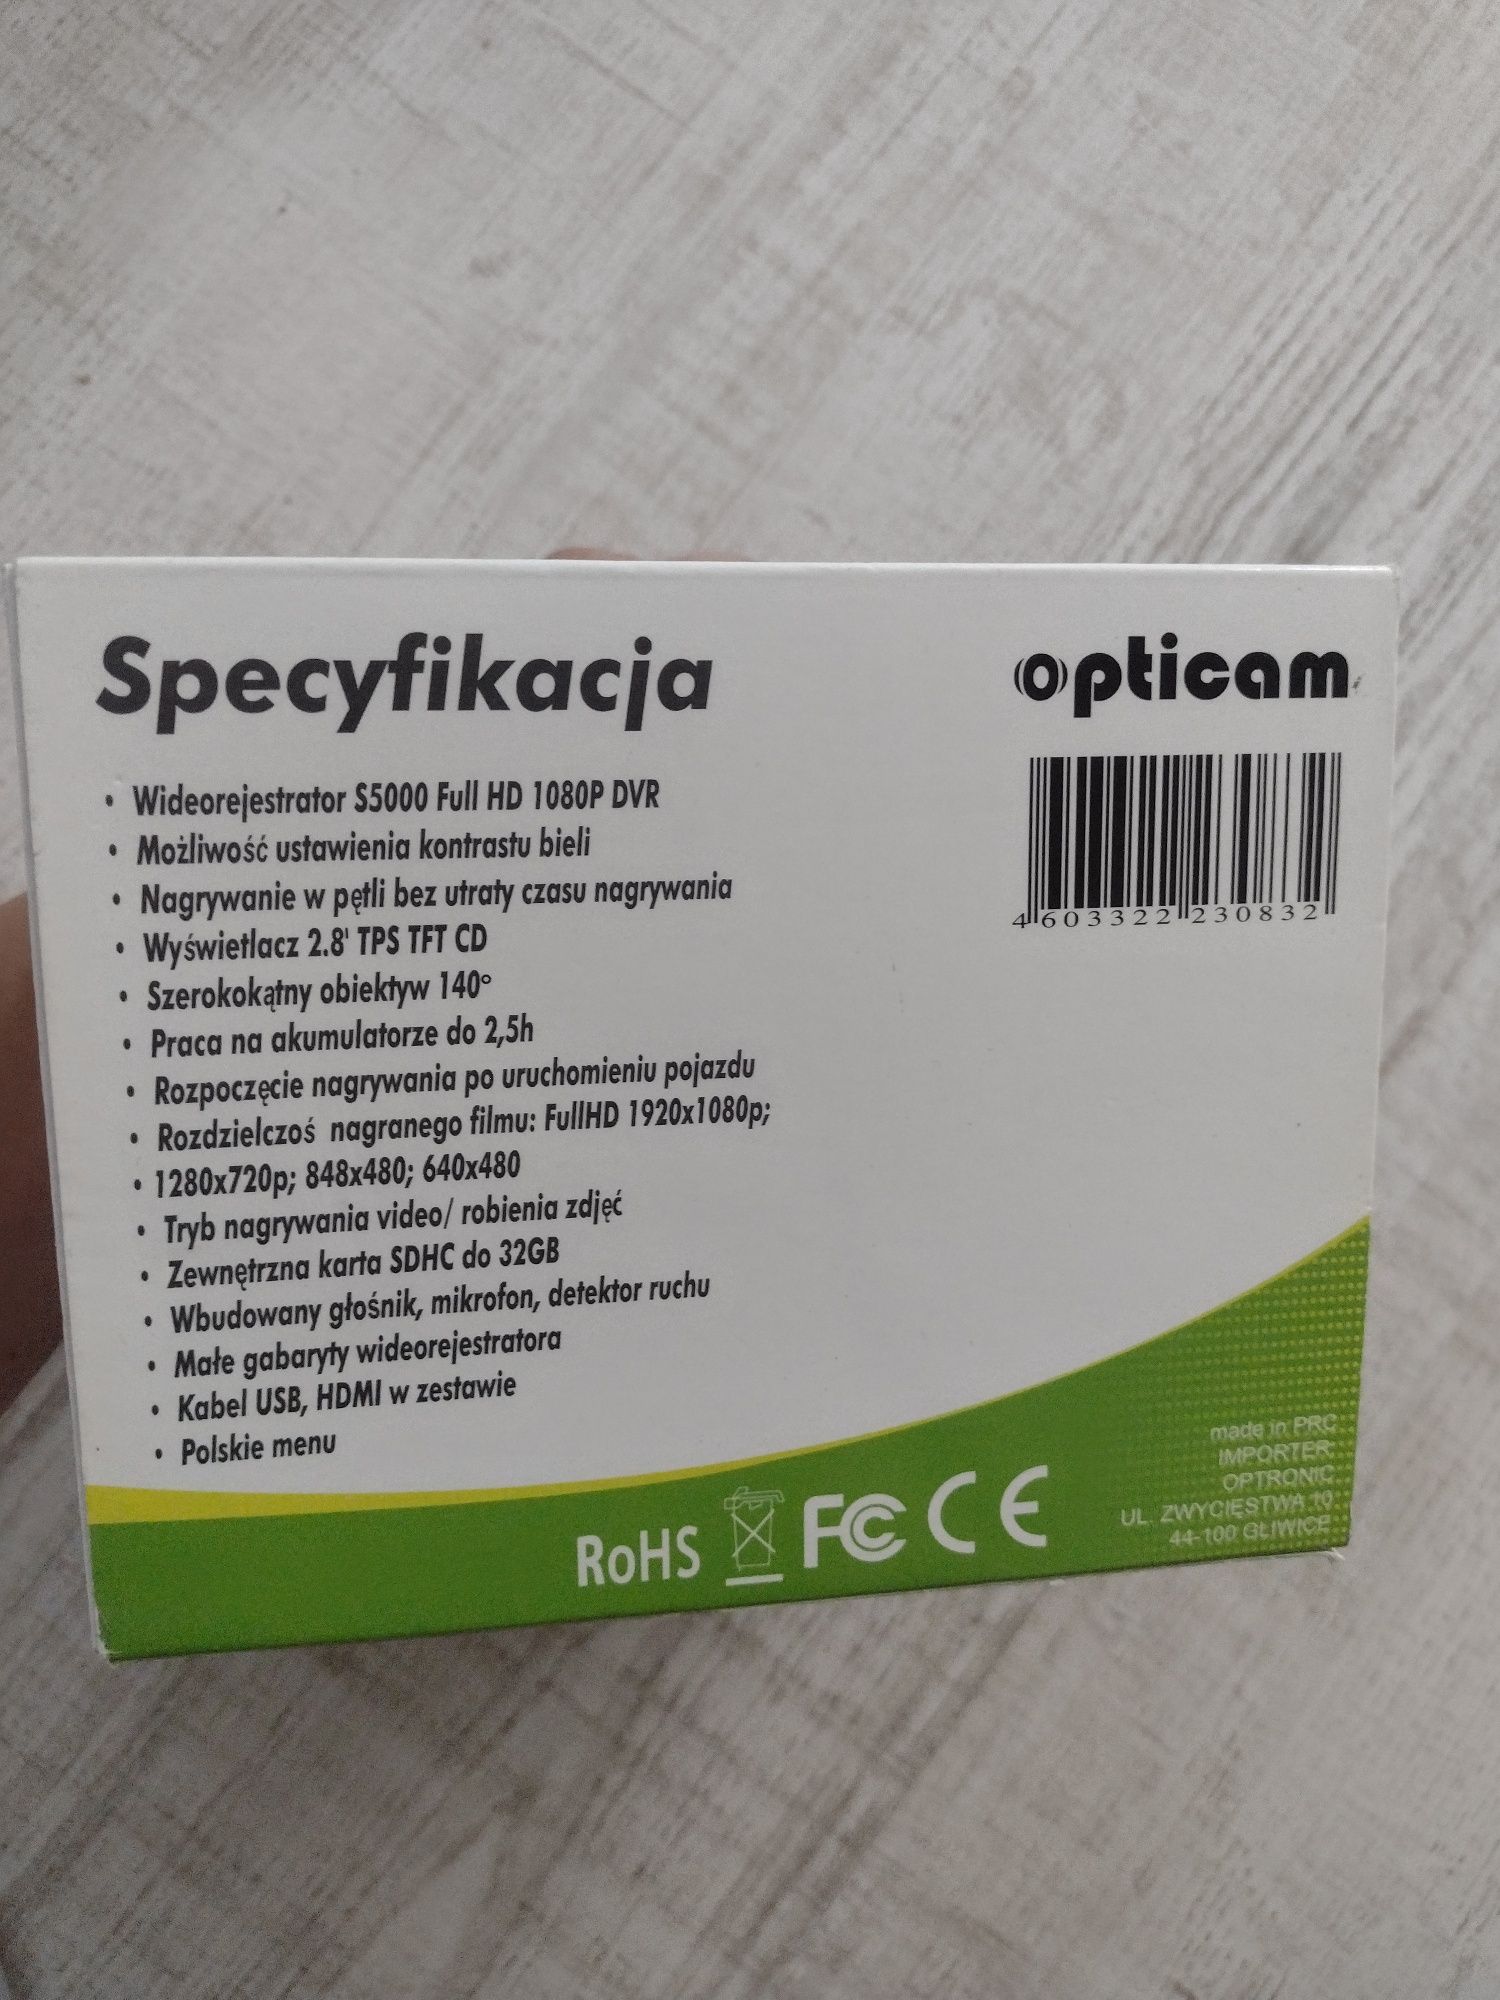 Specyfikacja
(o)pticam
• Wideorejestrator S5000 Full HD 1080P DVR
• Możliwość ustawienia kontrastu bieli
• Nagrywanie w pętli bez utraty czasu nagrywania
• Wyświetlacz 2.8' TPS TFT CD
• Szerokokątny obiektyw 140°
• Praca na akumulatorze do 2,5h
• Rozpoczęcie nagrywania po uruchomieniu pojazdu
• Rozdzielczoś nagranego filmu: FullHD 1920x1080p;
• 1280x720p; 848x480; 640x480
• Tryb nagrywania video/ robienia zdjęć
• Zewnętrzna karta SDHC do 32GB
• Wbudowany głośnik, mikrofon, detektor ruchu
• Małe gabaryty wideorejestratora
• Kabel USB, HDMI w zestawie
• Polskie menu
4 603322 230832
RoHS FC CE
made in PRC
IMPORTER
OPTRONIC
UL. ZWYCIĘSTWA 10
44-100 GLIWICE